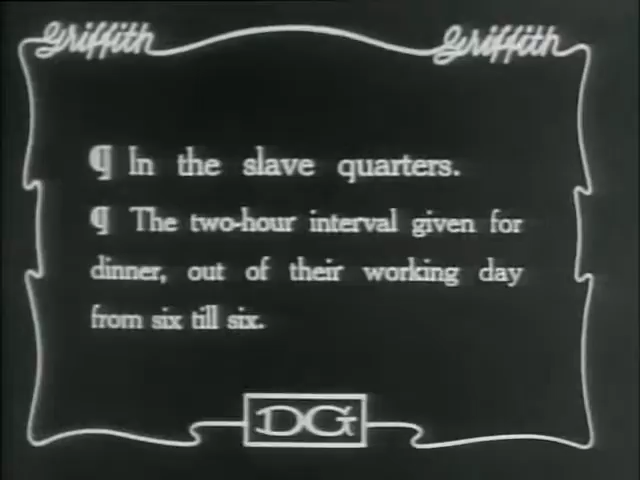 Griffith Griffith
¶ In the slave quarters.
¶ The two-hour interval given for
dinner, out of their working day
from six till six.
DG